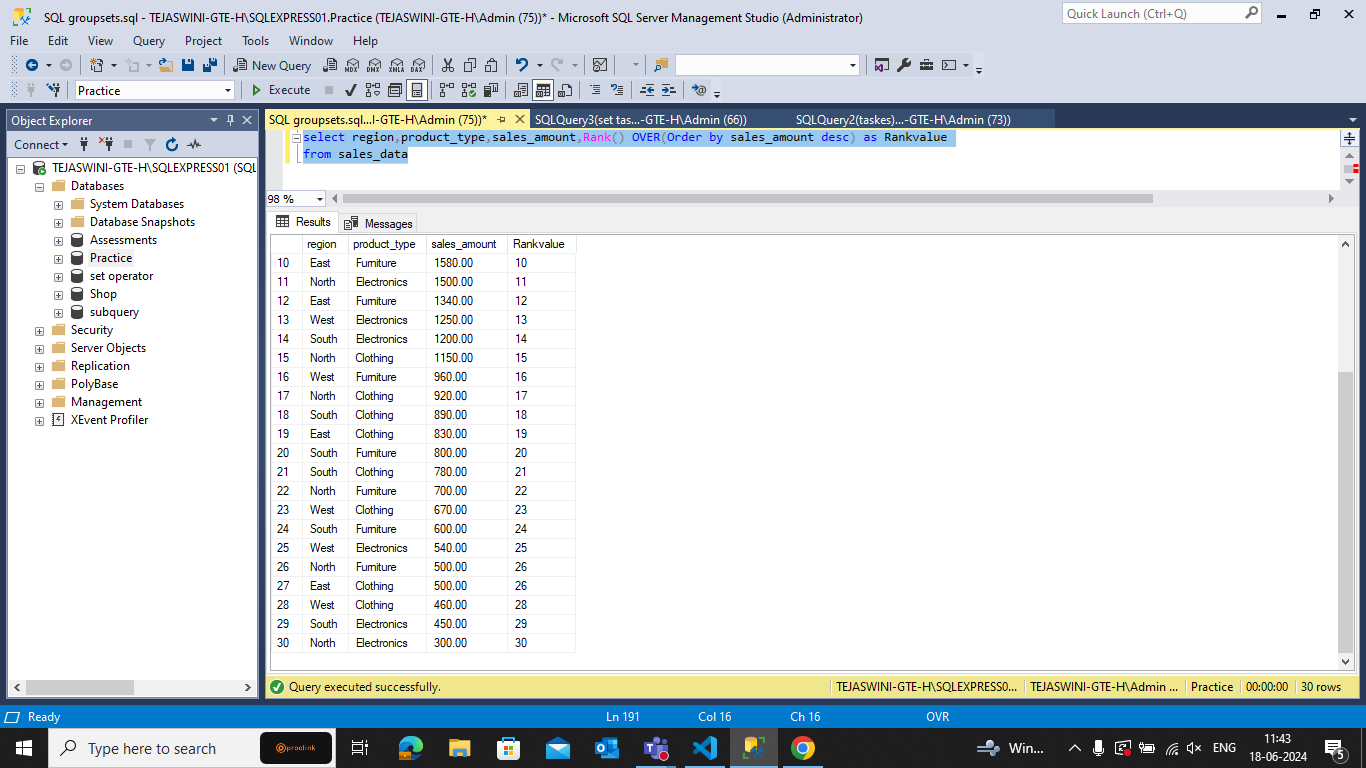 SQL groupsets.sql - TEJASWINI-GTE-H\SQLEXPRESS01.Practice (TEJASWINI-GTE-H\Admin (75))* - Microsoft SQL Server Management Studio (Administrator)
Quick Launch (Ctrl+Q)
File Edit View Query Project Tools Window Help
New Query MDX DMX XMLA DAX
Practice Execute
Object Explorer
SQL groupsets.sql...I-GTE-H\Admin (75))* SQLQuery3(set tas...-GTE-H\Admin (66)) SQLQuery2(taskes)...-GTE-H\Admin (73))
Connect
TEJASWINI-GTE-H\SQLEXPRESS01 (SQL
Databases
System Databases
Database Snapshots
Assessments
Practice
set operator
Shop
subquery
Security
Server Objects
Replication
PolyBase
Management
XEvent Profiler
select region,product_type,sales_amount,Rank() OVER(Order by sales_amount desc) as Rankvalue
from sales_data
98 %
Results Messages
region product_type sales_amount Rankvalue
10 East Furniture 1580.00 10
11 North Electronics 1500.00 11
12 East Furniture 1340.00 12
13 West Electronics 1250.00 13
14 South Electronics 1200.00 14
15 North Clothing 1150.00 15
16 West Furniture 960.00 16
17 North Clothing 920.00 17
18 South Clothing 890.00 18
19 East Clothing 830.00 19
20 South Furniture 800.00 20
21 South Clothing 780.00 21
22 North Furniture 700.00 22
23 West Clothing 670.00 23
24 South Furniture 600.00 24
25 West Electronics 540.00 25
26 North Furniture 500.00 26
27 East Clothing 500.00 26
28 West Clothing 460.00 28
29 South Electronics 450.00 29
30 North Electronics 300.00 30
Query executed successfully. TEJASWINI-GTE-H\SQLEXPRESS0... TEJASWINI-GTE-H\Admin ... Practice 00:00:00 30 rows
Ready Ln 191 Col 16 Ch 16 OVR
Type here to search proclink Win... ENG 11:43
18-06-2024 5